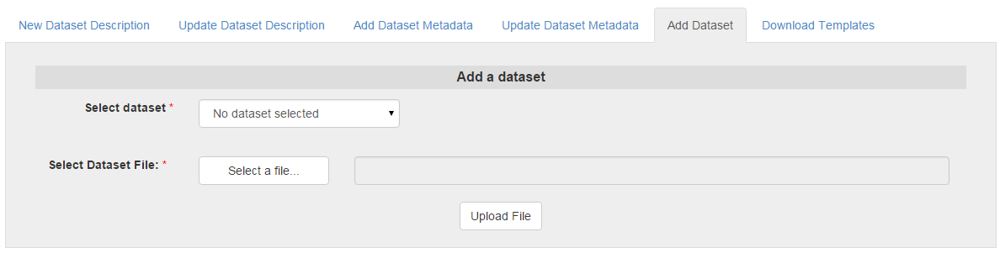 New Dataset Description Update Dataset Description Add Dataset Metadata Update Dataset Metadata Add Dataset Download Templates
Add a dataset
Select dataset * No dataset selected
Select Dataset File: * Select a file...
Upload File